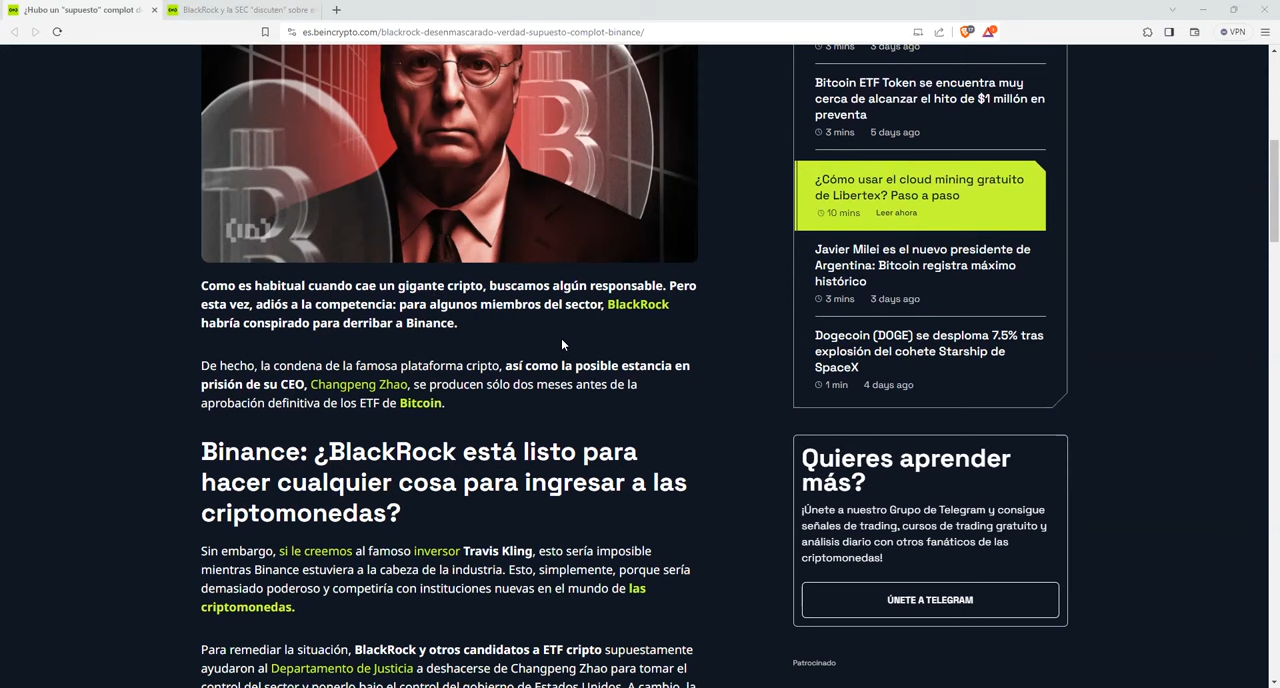 ¿Hubo un "supuesto" complot d
BlackRock y la SEC "discuten" sobre e
es.beincrypto.com/blackrock-desenmascarado-verdad-supuesto-complot-binance/
VPN
Como es habitual cuando cae un gigante cripto, buscamos algún responsable. Pero
esta vez, adiós a la competencia: para algunos miembros del sector, BlackRock
habría conspirado para derribar a Binance.
De hecho, la condena de la famosa plataforma cripto, así como la posible estancia en
prisión de su CEO, Changpeng Zhao, se producen sólo dos meses antes de la
aprobación definitiva de los ETF de Bitcoin.
Binance: ¿BlackRock está listo para
hacer cualquier cosa para ingresar a las
criptomonedas?
Sin embargo, si le creemos al famoso inversor Travis Kling, esto sería imposible
mientras Binance estuviera a la cabeza de la industria. Esto, simplemente, porque sería
demasiado poderoso y competiría con instituciones nuevas en el mundo de las
criptomonedas.
Para remediar la situación, BlackRock y otros candidatos a ETF cripto supuestamente
ayudaron al Departamento de Justicia a deshacerse de Changpeng Zhao para tomar el
control del sector y ponerlo bajo el control del gobierno de Estados Unidos. A cambio, la
3 mins 3 days ago
Bitcoin ETF Token se encuentra muy
cerca de alcanzar el hito de $1 millón en
preventa
3 mins 5 days ago
¿Cómo usar el cloud mining gratuito
de Libertex? Paso a paso
10 mins Leer ahora
Javier Milei es el nuevo presidente de
Argentina: Bitcoin registra máximo
histórico
3 mins 3 days ago
Dogecoin (DOGE) se desploma 7.5% tras
explosión del cohete Starship de
SpaceX
1 min 4 days ago
Quieres aprender
más?
¡Únete a nuestro Grupo de Telegram y consigue
señales de trading, cursos de trading gratuito y
análisis diario con otros fanáticos de las
criptomonedas!
ÚNETE A TELEGRAM
Patrocinado